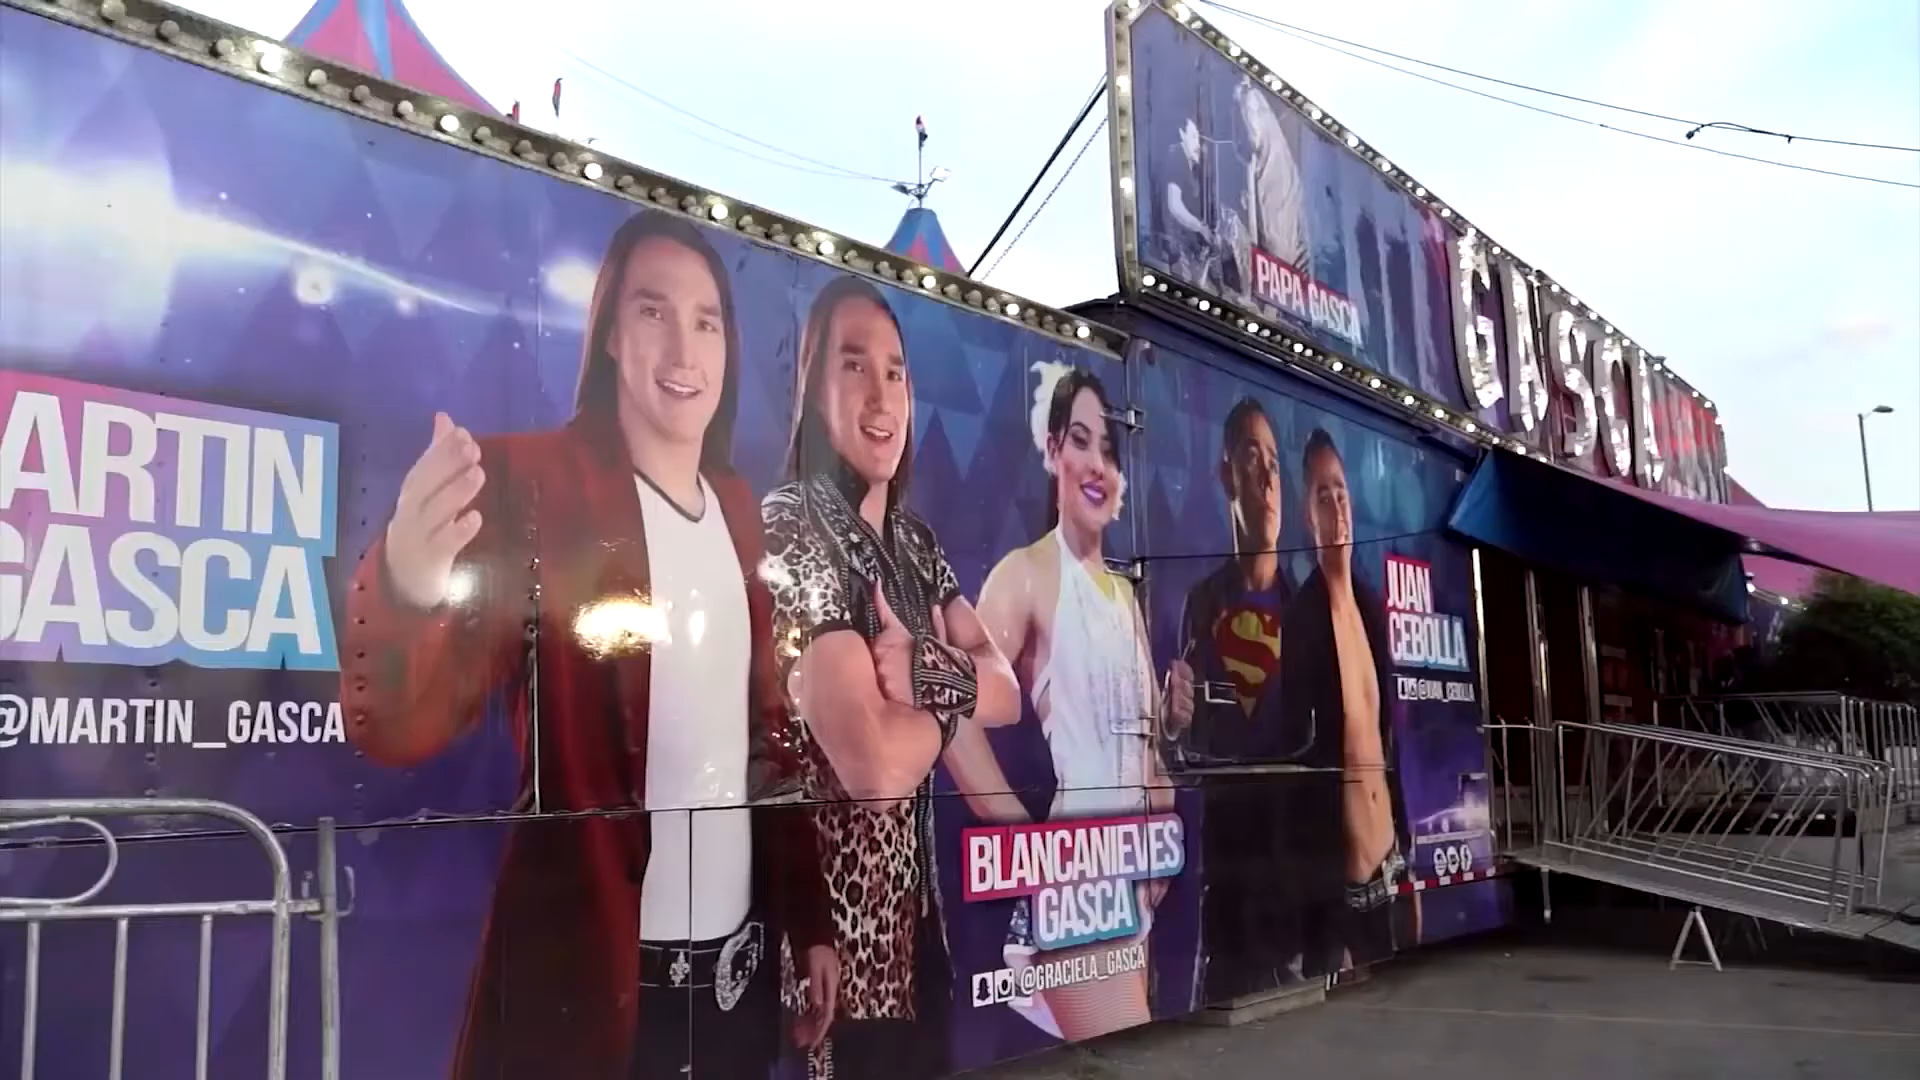 ARTIN
GASCA
@MARTIN_GASCA
BLANCANIEVES
GASCA
@GRACIELA_GASCA
JUAN
CEBOLLA
PAPA GASCA
GASCA